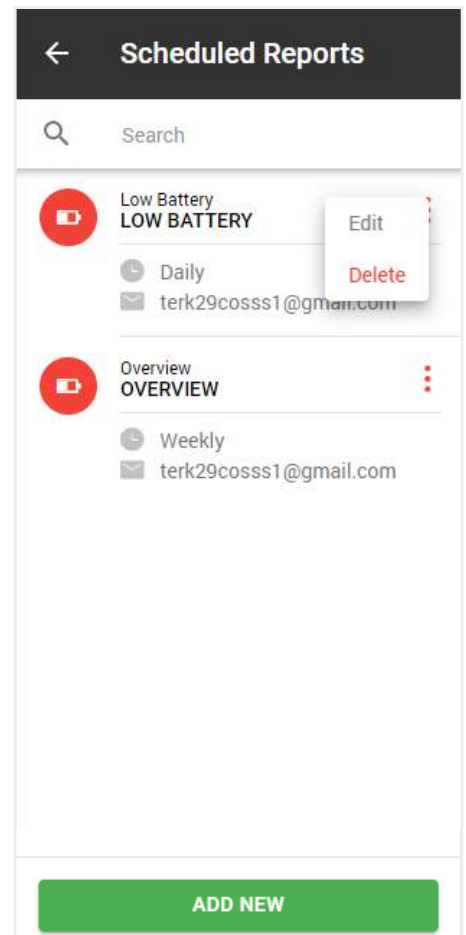 Scheduled Reports
Search
Low Battery
LOW BATTERY
Edit
Daily
Delete
terk29cosss1@gmail.com
Overview
OVERVIEW
Weekly
terk29cosss1@gmail.com
ADD NEW